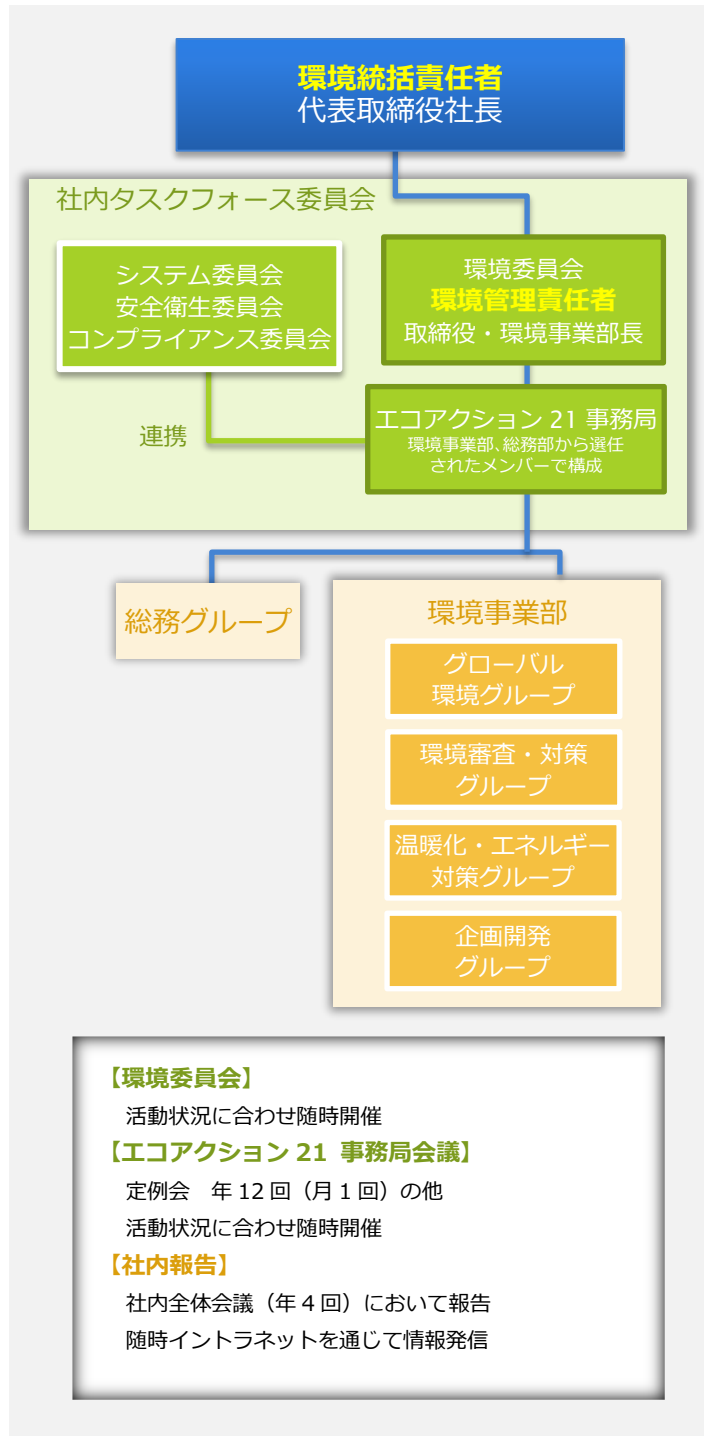 環境統括責任者
代表取締役社長
社内タスクフォース委員会
システム委員会
安全衛生委員会
コンプライアンス委員会
環境委員会
環境管理責任者
取締役・環境事業部長
連携
エコアクション 21 事務局
環境事業部、総務部から選任
されたメンバーで構成
総務グループ
環境事業部
グローバル
環境グループ
環境審査・対策
グループ
温暖化・エネルギー
対策グループ
企画開発
グループ
【環境委員会】
活動状況に合わせ随時開催
【エコアクション 21 事務局会議】
定例会　年 12 回（月 1 回）の他
活動状況に合わせ随時開催
【社内報告】
社内全体会議（年 4 回）において報告
随時イントラネットを通じて情報発信